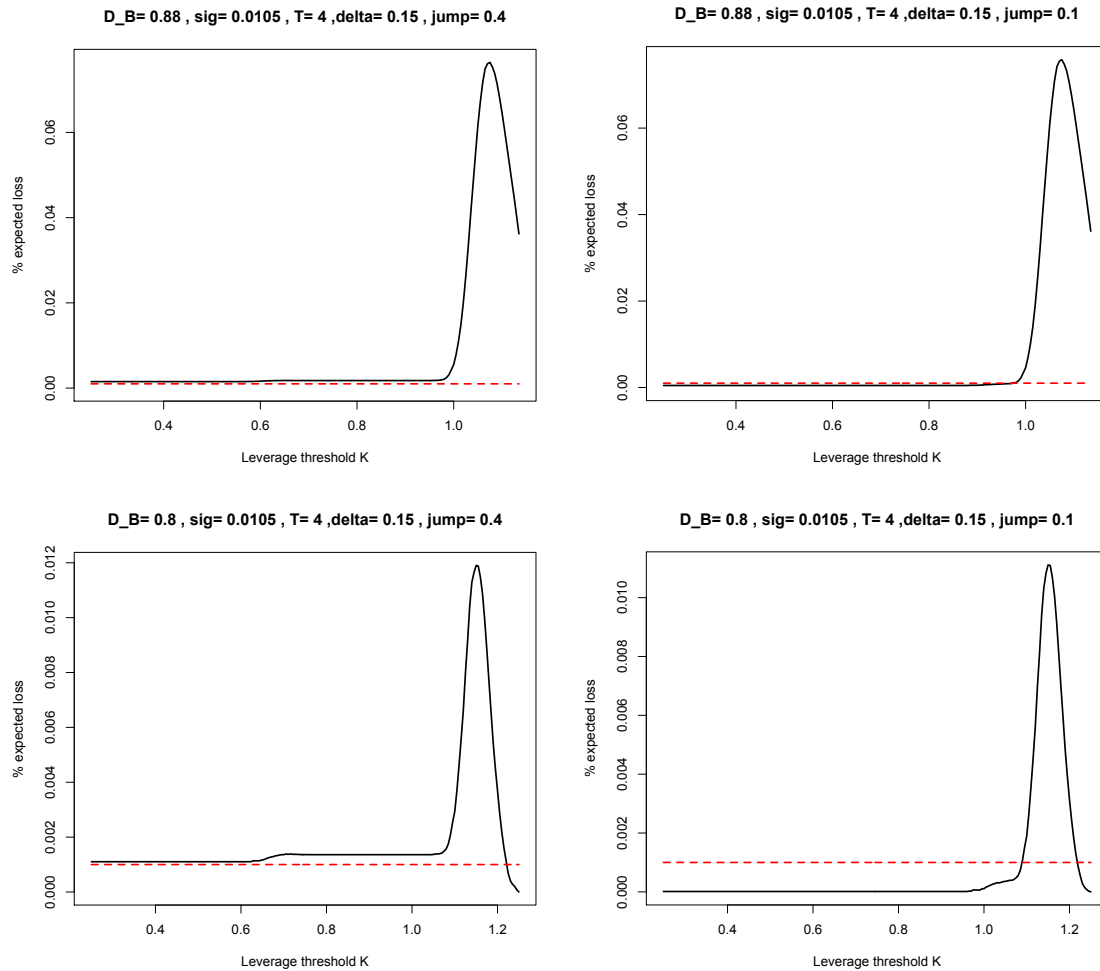 D_B= 0.88 , sig= 0.0105 , T= 4 ,delta= 0.15 , jump= 0.4
% expected loss
0.00 0.02 0.04 0.06
0.4 0.6 0.8 1.0
Leverage threshold K
D_B= 0.88 , sig= 0.0105 , T= 4 ,delta= 0.15 , jump= 0.1
% expected loss
0.00 0.02 0.04 0.06
0.4 0.6 0.8 1.0
Leverage threshold K
D_B= 0.8 , sig= 0.0105 , T= 4 ,delta= 0.15 , jump= 0.4
% expected loss
0.000 0.002 0.004 0.006 0.008 0.010 0.012
0.4 0.6 0.8 1.0 1.2
Leverage threshold K
D_B= 0.8 , sig= 0.0105 , T= 4 ,delta= 0.15 , jump= 0.1
% expected loss
0.000 0.002 0.004 0.006 0.008 0.010
0.4 0.6 0.8 1.0 1.2
Leverage threshold K